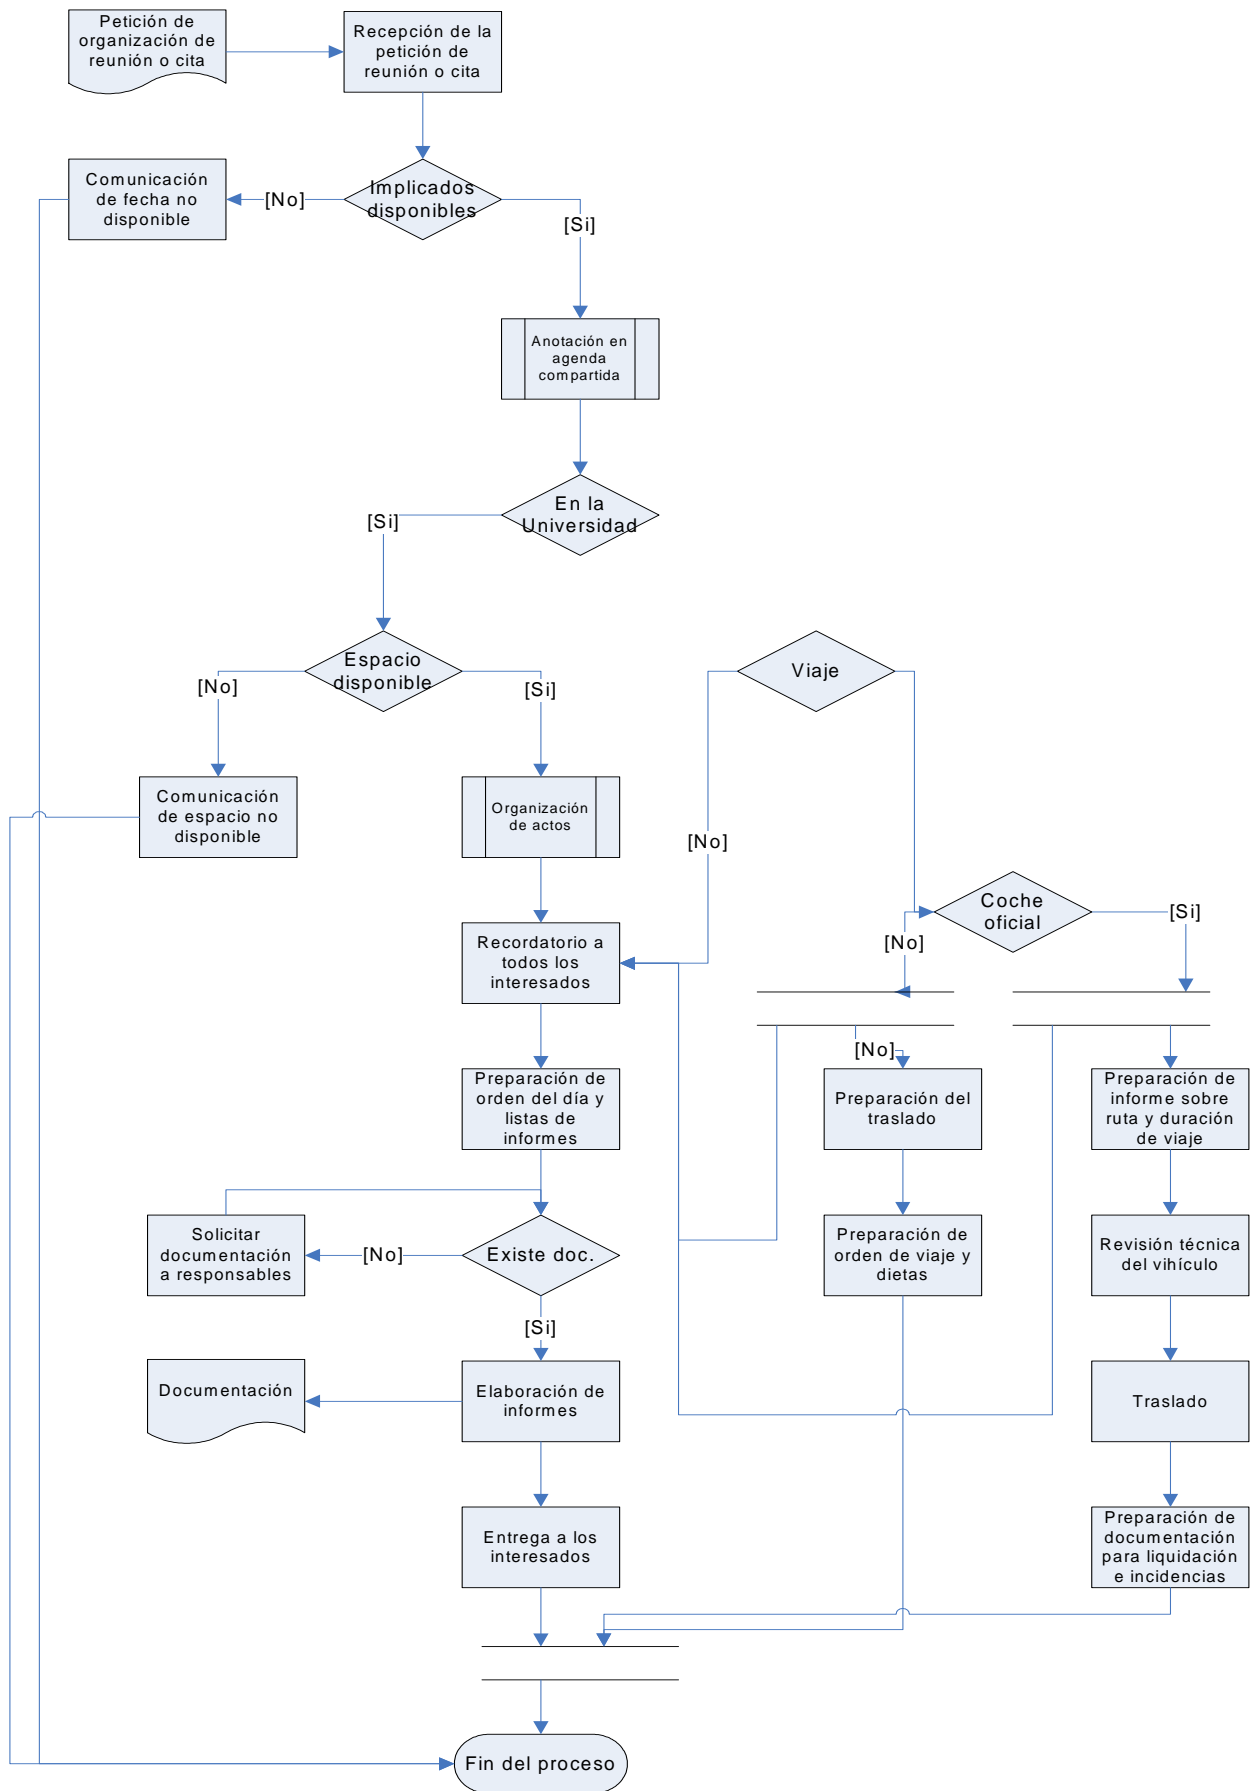 Petición de
organización de
reunión o cita
Recepción de la
petición de
reunión o cita
Comunicación
de fecha no
disponible
[No]
Implicados
disponibles
[Si]
Anotación en
agenda
compartida
En la
Universidad
[Si]
Espacio
disponible
[No]
[Si]
Viaje
Comunicación
de espacio no
disponible
Organización
de actos
[No]
Coche
oficial
[Si]
[No]
Recordatorio a
todos los
interesados
[No]
Preparación de
orden del día y
listas de
informes
Preparación del
traslado
Preparación de
informe sobre
ruta y duración
de viaje
Solicitar
documentación
a responsables
[No]
Existe doc.
Preparación de
orden de viaje y
dietas
Revisión técnica
del vihículo
[Si]
Documentación
Elaboración de
informes
Traslado
Entrega a los
interesados
Preparación de
documentación
para liquidación
e incidencias
Fin del proceso